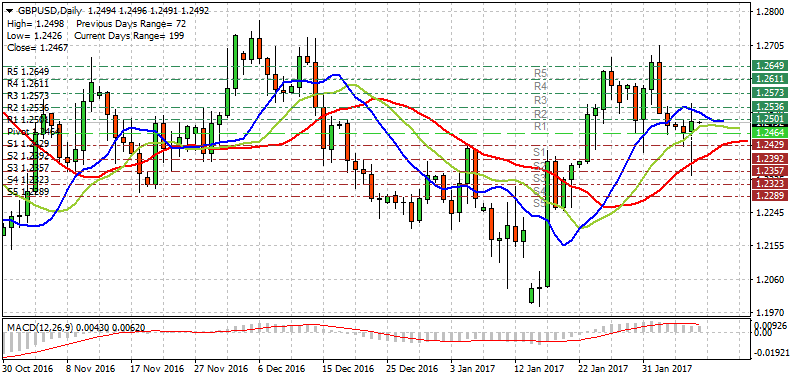 GBPUSD,Daily 1.2494 1.2496 1.2491 1.2492
High= 1.2498 Previous Days Range= 72
Low= 1.2426 Current Days Range= 199
Close= 1.2467
R5 1.2649
R4 1.2611
R3 1.2573
R2 1.2536
R1 1.2501
Pivot 1.2464
S1 1.2429
S2 1.2392
S3 1.2357
S4 1.2323
S5 1.2289
R5
R4
R3
R2
R1
S1
S2
S3
S4
S5
1.2800
1.2705
1.2649
1.2611
1.2573
1.2536
1.2501
1.2464
1.2429
1.2392
1.2357
1.2323
1.2289
1.2245
1.2155
1.2060
1.1970
MACD(12,26,9) 0.00430 0.00620
0.00926
0.00
-0.01921
30 Oct 2016 8 Nov 2016 17 Nov 2016 27 Nov 2016 6 Dec 2016 15 Dec 2016 25 Dec 2016 3 Jan 2017 12 Jan 2017 22 Jan 2017 31 Jan 2017